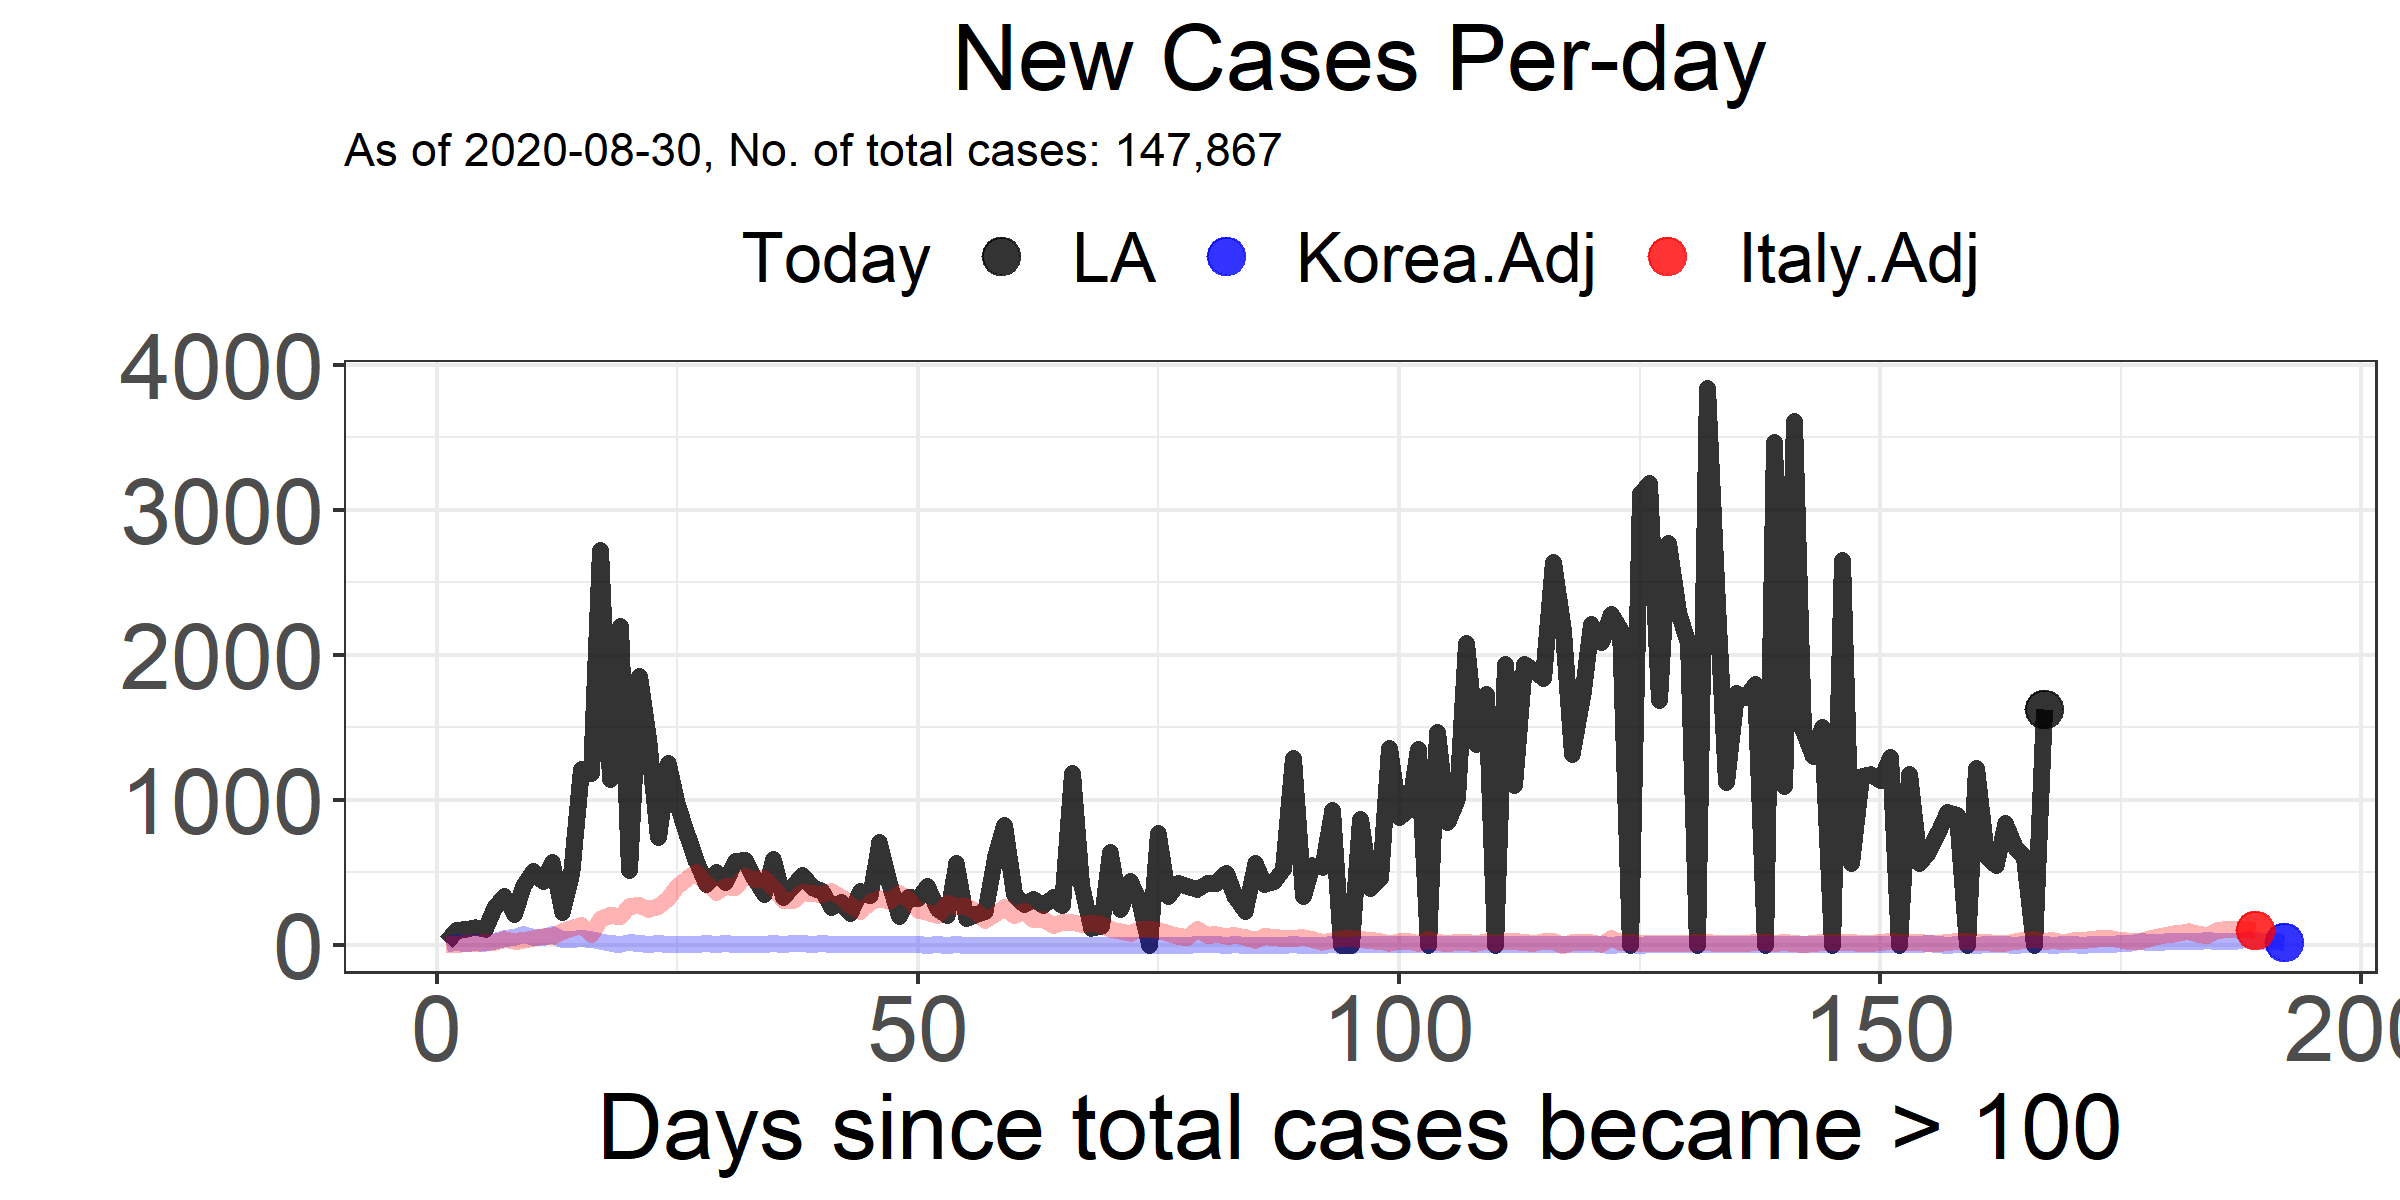 New Cases Per-day
As of 2020-08-30, No. of total cases: 147,867
Today LA Korea.Adj Italy.Adj
4000
3000
2000
1000
0
0 50 100 150 200
Days since total cases became > 100